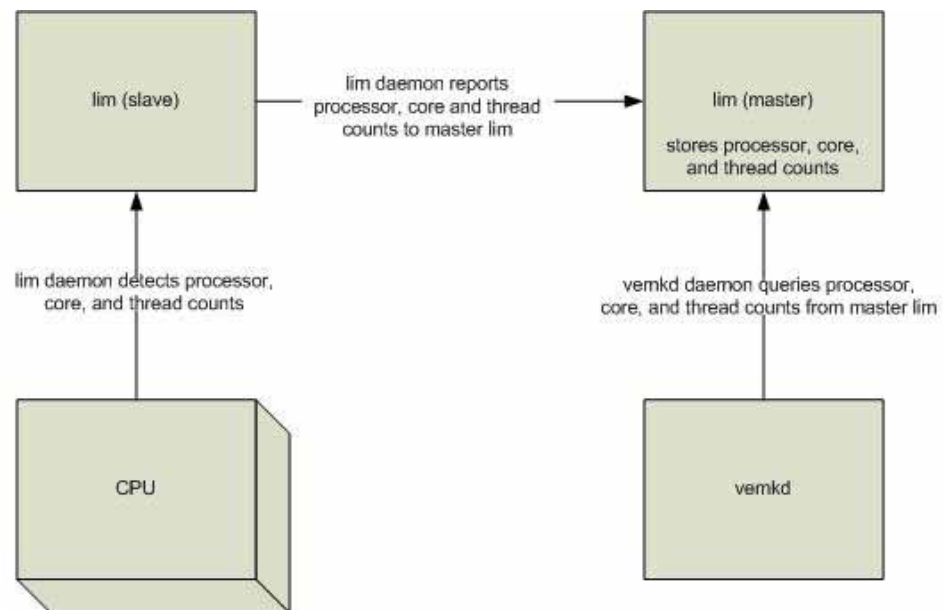 lim (slave)
lim daemon reports
processor, core and thread
counts to master lim
lim (master)
stores processor, core,
and thread counts
lim daemon detects processor,
core, and thread counts
vemkd daemon queries processor,
core, and thread counts from master lim
CPU
vemkd